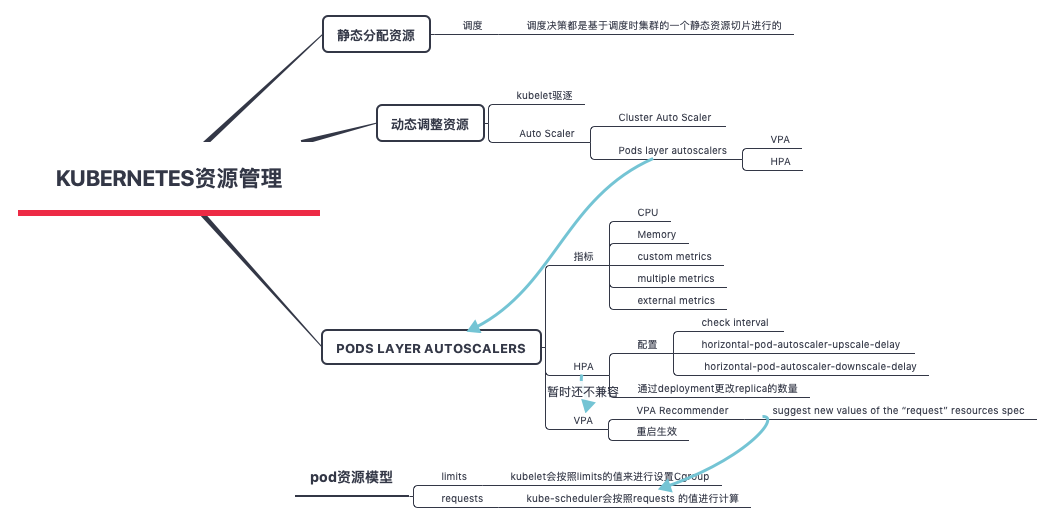 静态分配资源
调度
调度决策都是基于调度时集群的一个静态资源切片进行的
动态调整资源
kubelet驱逐
Auto Scaler
Cluster Auto Scaler
Pods layer autoscalers
VPA
HPA
KUBERNETES资源管理
PODS LAYER AUTOSCALERS
指标
CPU
Memory
custom metrics
multiple metrics
external metrics
HPA
配置
check interval
horizontal-pod-autoscaler-upscale-delay
horizontal-pod-autoscaler-downscale-delay
通过deployment更改replica的数量
暂时还不兼容
VPA
VPA Recommender
suggest new values of the “request” resources spec
重启生效
pod资源模型
limits
kubelet会按照limits的值来进行设置Cgroup
requests
kube-scheduler会按照requests 的值进行计算